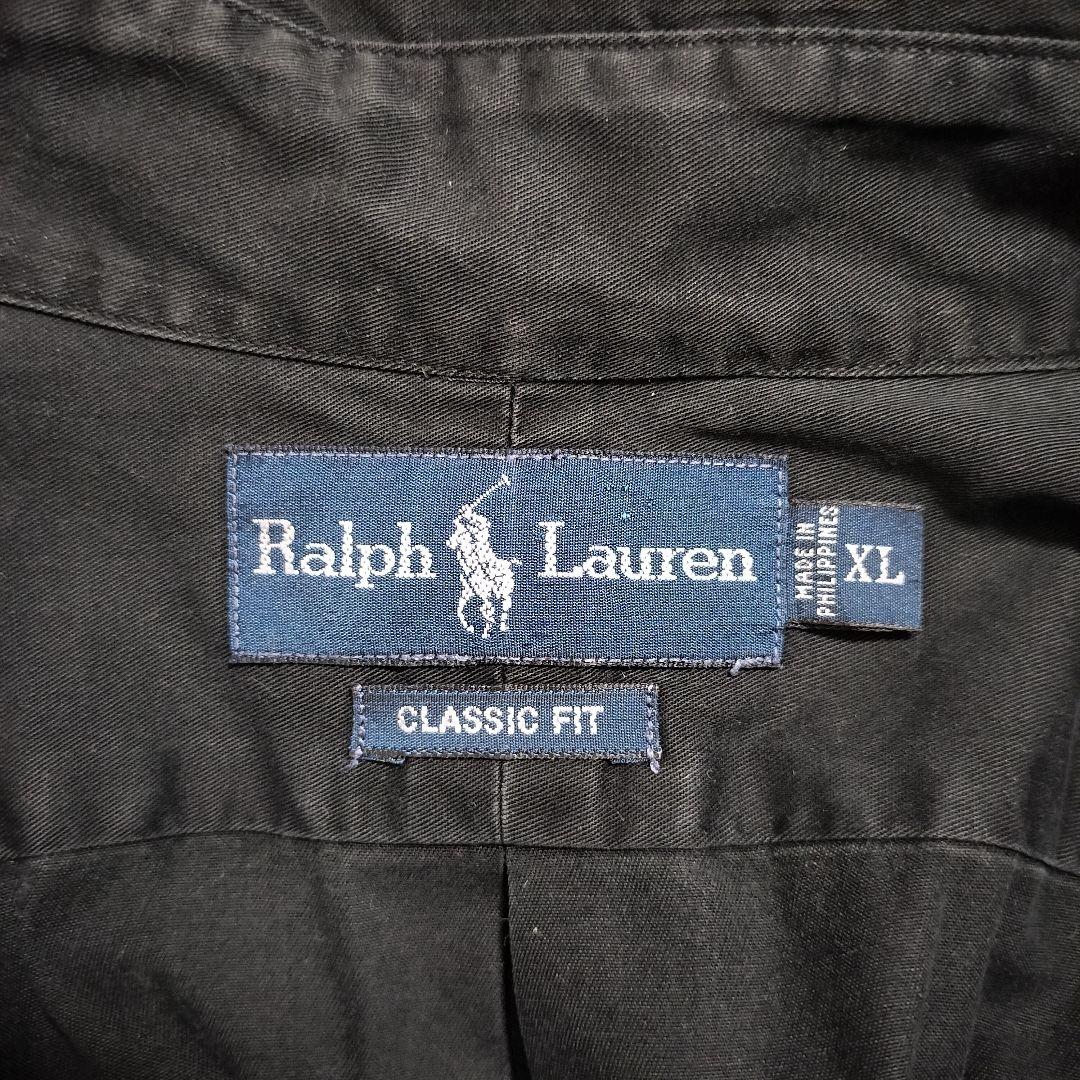 Ralph Lauren
MADE IN
PHILIPPINES
XL
CLASSIC FIT